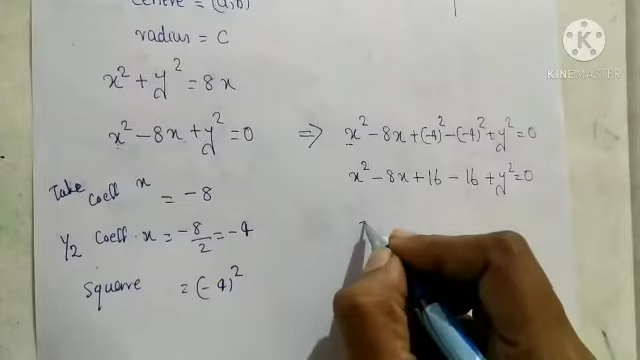 centre = (a,b)
radius = C
x² + y² = 8x
x² - 8x + y² = 0
Take coeff x = -8
1/2 coeff. x = -8/2 = -4
Square = (-4)²
⇒ x² - 8x + (-4)² - (-4)² + y² = 0
x² - 8x + 16 - 16 + y² = 0
KINEMASTER